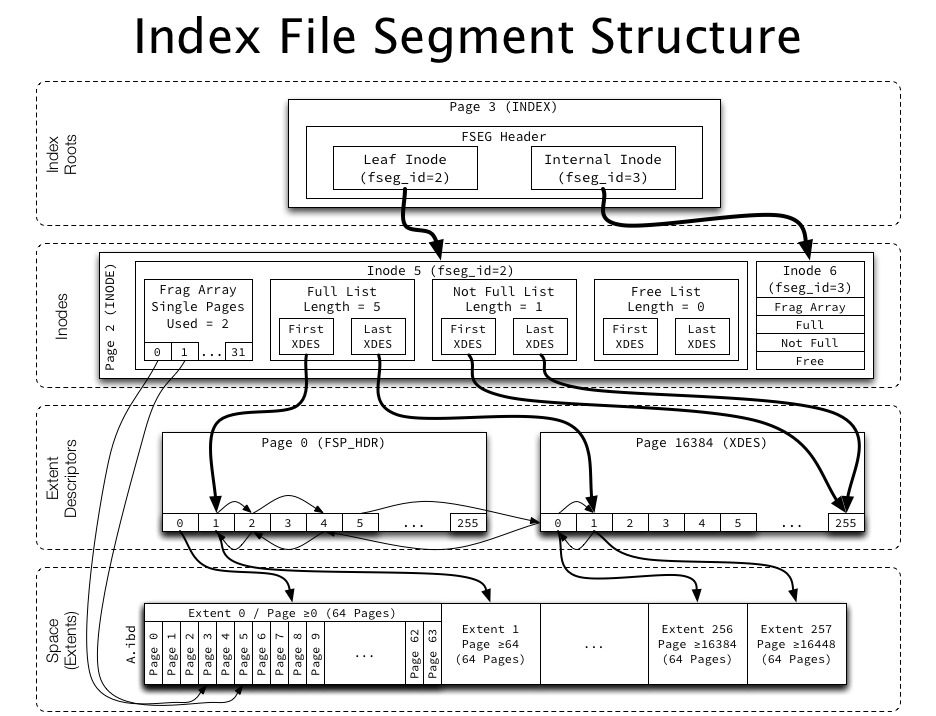 Index File Segment Structure
Index
Roots
Page 3 (INDEX)
FSEG Header
Leaf Inode
(fseg_id=2)
Internal Inode
(fseg_id=3)
Inodes
Page 2 (INODE)
Inode 5 (fseg_id=2)
Frag Array
Single Pages
Used = 2
0 1 ... 31
Full List
Length = 5
First
XDES
Last
XDES
Not Full List
Length = 1
First
XDES
Last
XDES
Free List
Length = 0
First
XDES
Last
XDES
Inode 6
(fseg_id=3)
Frag Array
Full
Not Full
Free
Extent
Descriptors
Page 0 (FSP_HDR)
0 1 2 3 4 5 ... 255
Page 16384 (XDES)
0 1 2 3 4 5 ... 255
Space
(Extents)
A.ibd
Extent 0 / Page ≥0 (64 Pages)
Page 0
Page 1
Page 2
Page 3
Page 4
Page 5
Page 6
Page 7
Page 8
Page 9
...
Page 62
Page 63
Extent 1
Page ≥64
(64 Pages)
...
Extent 256
Page ≥16384
(64 Pages)
Extent 257
Page ≥16448
(64 Pages)